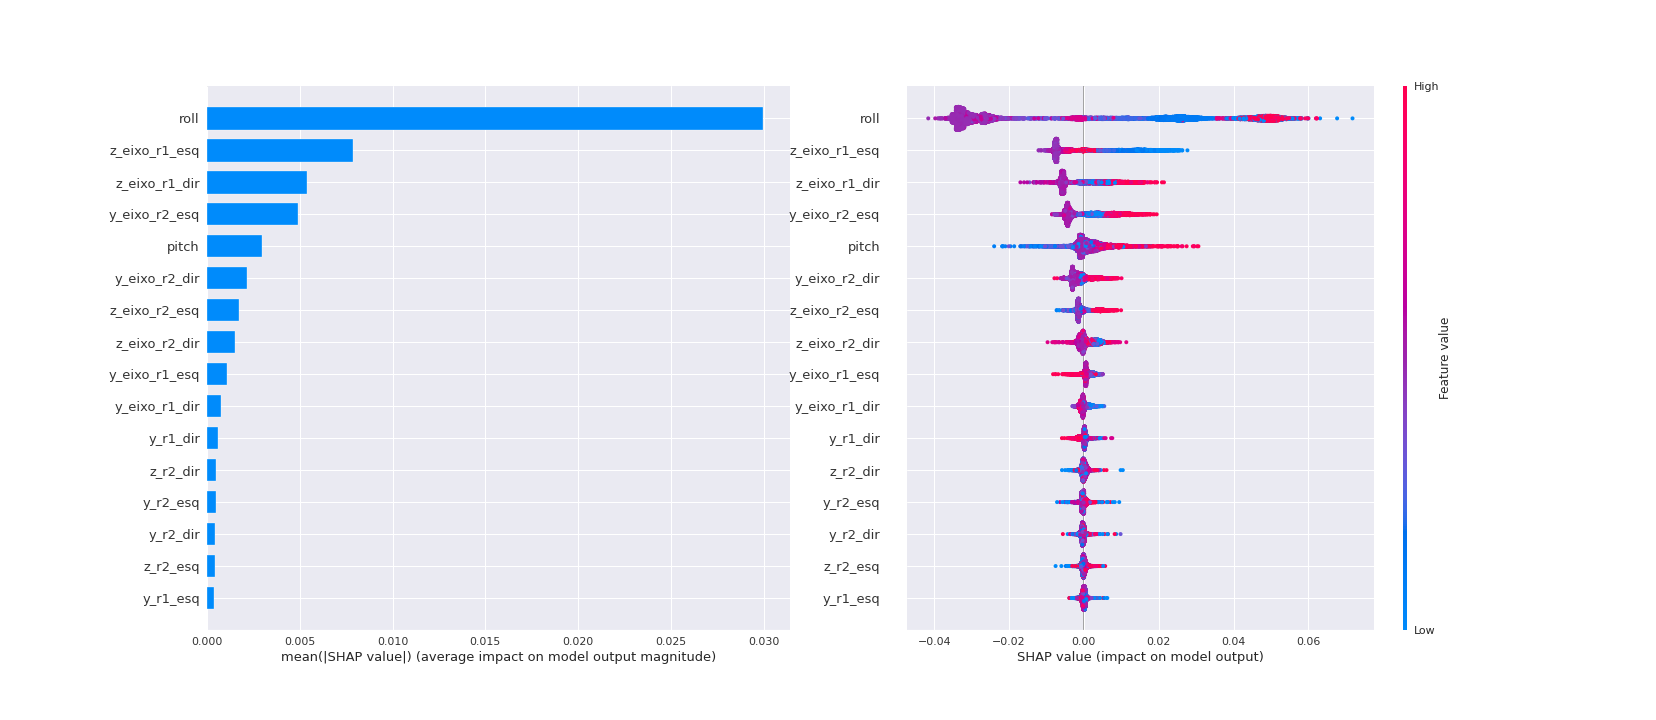 roll
z_eixo_r1_esq
z_eixo_r1_dir
y_eixo_r2_esq
pitch
y_eixo_r2_dir
z_eixo_r2_esq
z_eixo_r2_dir
y_eixo_r1_esq
y_eixo_r1_dir
y_r1_dir
z_r2_dir
y_r2_esq
y_r2_dir
z_r2_esq
y_r1_esq
0.000 0.005 0.010 0.015 0.020 0.025 0.030
mean(|SHAP value|) (average impact on model output magnitude)
roll
z_eixo_r1_esq
z_eixo_r1_dir
y_eixo_r2_esq
pitch
y_eixo_r2_dir
z_eixo_r2_esq
z_eixo_r2_dir
y_eixo_r1_esq
y_eixo_r1_dir
y_r1_dir
z_r2_dir
y_r2_esq
y_r2_dir
z_r2_esq
y_r1_esq
−0.04 −0.02 0.00 0.02 0.04 0.06
SHAP value (impact on model output)
High
Feature value
Low